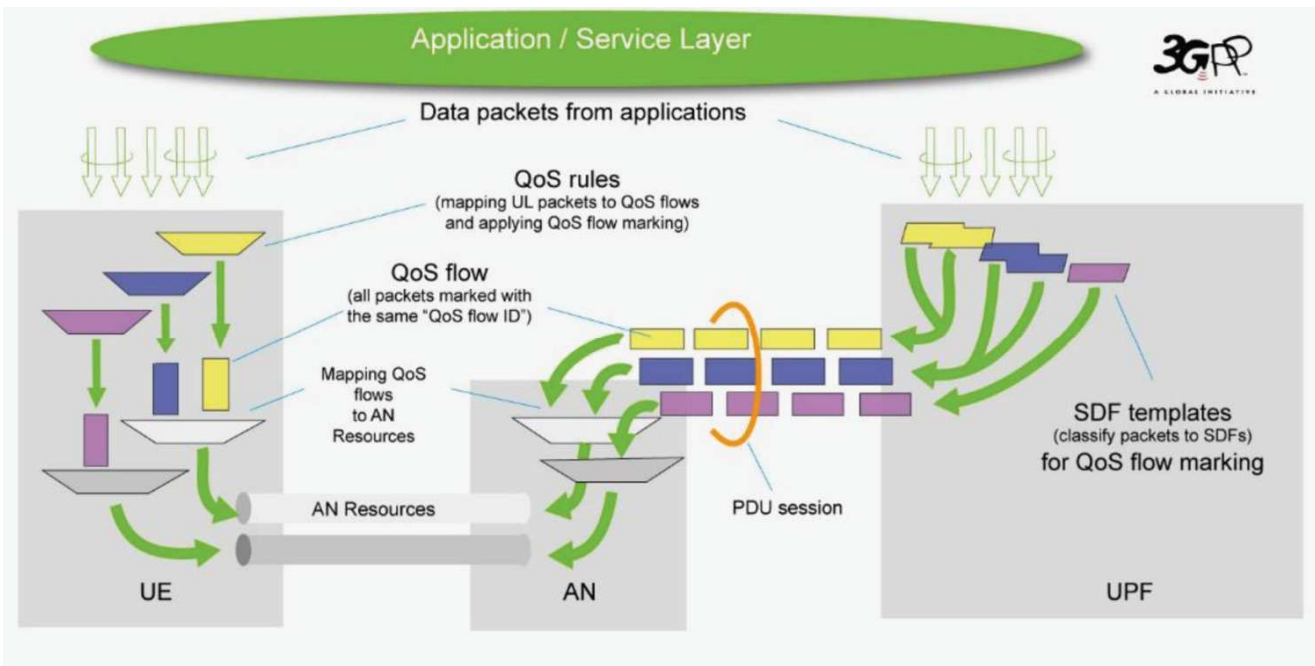 Application / Service Layer
3GPP
A GLOBAL INITIATIVE
Data packets from applications
QoS rules
(mapping UL packets to QoS flows
and applying QoS flow marking)
QoS flow
(all packets marked with
the same “QoS flow ID”)
Mapping QoS
flows
to AN
Resources
SDF templates
(classify packets to SDFs)
for QoS flow marking
AN Resources
PDU session
UE
AN
UPF